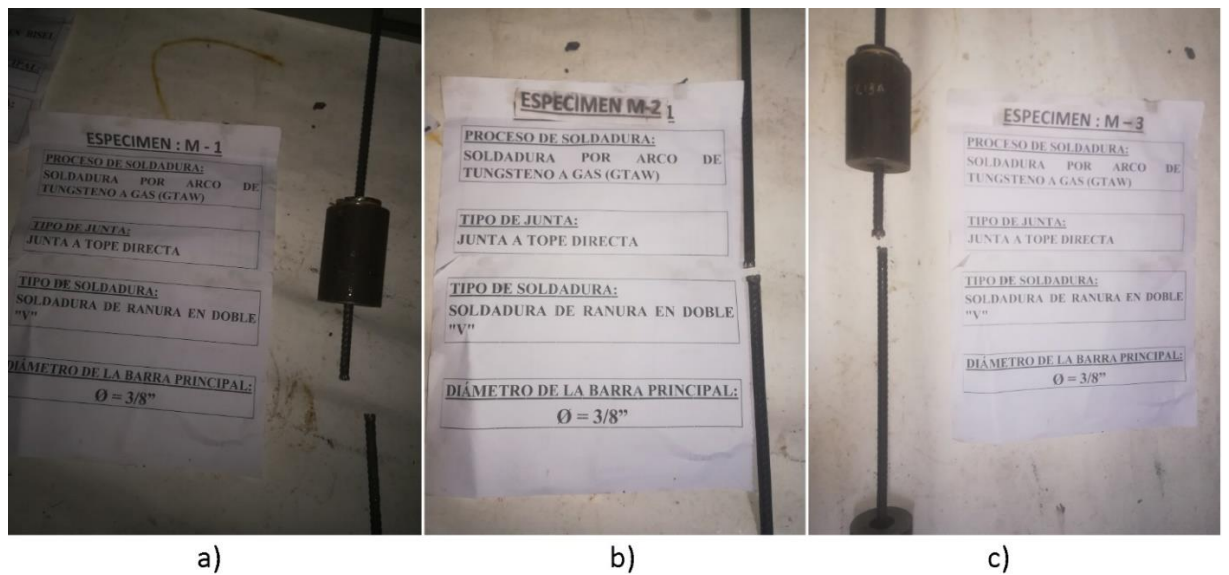 EN BISEL
ESPECIMEN : M - 1
PROCESO DE SOLDADURA:
SOLDADURA POR ARCO DE
TUNGSTENO A GAS (GTAW)
TIPO DE JUNTA:
JUNTA A TOPE DIRECTA
TIPO DE SOLDADURA:
SOLDADURA DE RANURA EN DOBLE
"V"
DIÁMETRO DE LA BARRA PRINCIPAL:
Ø = 3/8”
a)
ESPECIMEN M-2 1
PROCESO DE SOLDADURA:
SOLDADURA POR ARCO DE
TUNGSTENO A GAS (GTAW)
TIPO DE JUNTA:
JUNTA A TOPE DIRECTA
TIPO DE SOLDADURA:
SOLDADURA DE RANURA EN DOBLE
"V"
DIÁMETRO DE LA BARRA PRINCIPAL:
Ø = 3/8”
b)
ESPECIMEN : M – 3
PROCESO DE SOLDADURA:
SOLDADURA POR ARCO DE
TUNGSTENO A GAS (GTAW)
TIPO DE JUNTA:
JUNTA A TOPE DIRECTA
TIPO DE SOLDADURA:
SOLDADURA DE RANURA EN DOBLE
"V"
DIÁMETRO DE LA BARRA PRINCIPAL:
Ø = 3/8”
c)